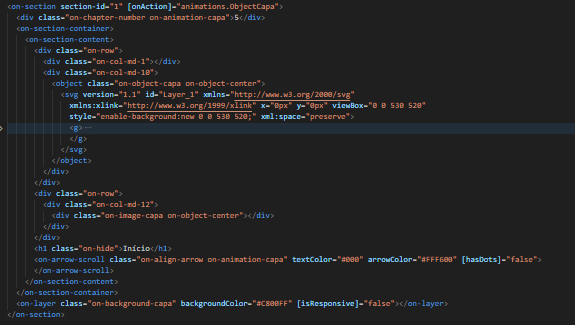 <on-section section-id="1" [onAction]="animations.ObjectCapa">
<div class="on-chapter-number on-animation-capa">5</div>
<on-section-container>
<on-section-content>
<div class="on-row">
<div class="on-col-md-1"></div>
<div class="on-col-md-10">
<object class="on-object-capa on-object-center">
<svg version="1.1" id="Layer_1" xmlns="http://www.w3.org/2000/svg"
xmlns:xlink="http://www.w3.org/1999/xlink" x="0px" y="0px" viewBox="0 0 530 520"
style="enable-background:new 0 0 530 520;" xml:space="preserve">
<g>
</g>
</svg>
</object>
</div>
</div>
<div class="on-row">
<div class="on-col-md-12">
<div class="on-image-capa on-object-center"></div>
</div>
</div>
<h1 class="on-hide">Início</h1>
<on-arrow-scroll class="on-align-arrow on-animation-capa" textColor="#000" arrowColor="#FFF600" [hasDots]="false">
</on-arrow-scroll>
</on-section-content>
</on-section-container>
<on-layer class="on-background-capa" backgroundColor="#C800FF" [isResponsive]="false"></on-layer>
</on-section>